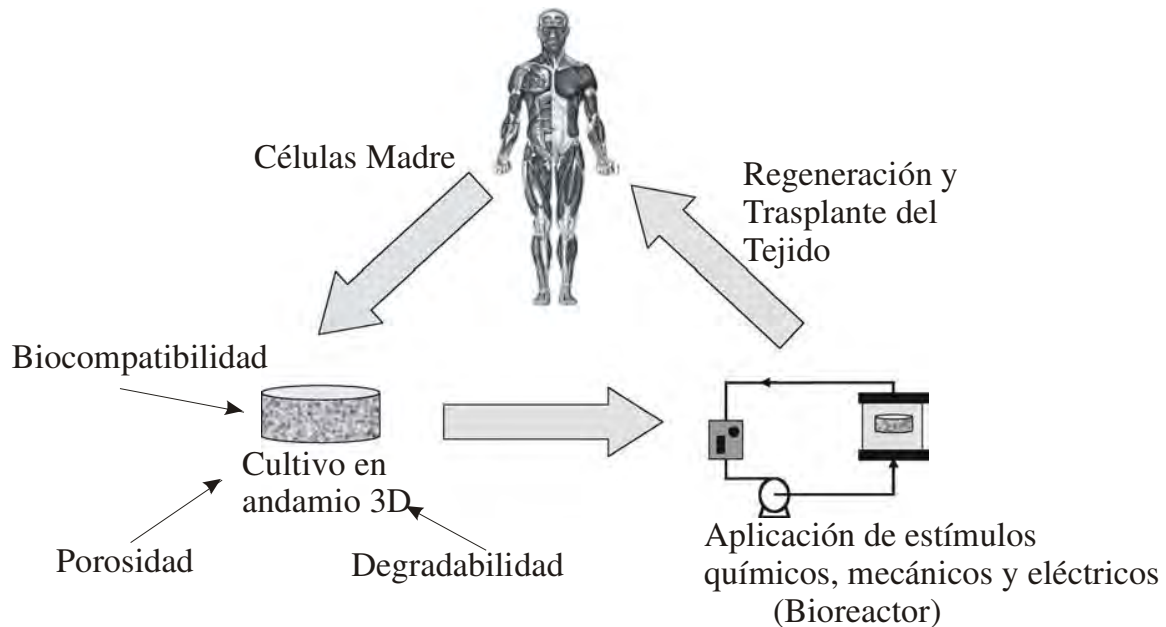 Células Madre
Regeneración y
Trasplante del
Tejido
Biocompatibilidad
Cultivo en
andamio 3D
Porosidad
Degradabilidad
Aplicación de estímulos
químicos, mecánicos y eléctricos
(Bioreactor)